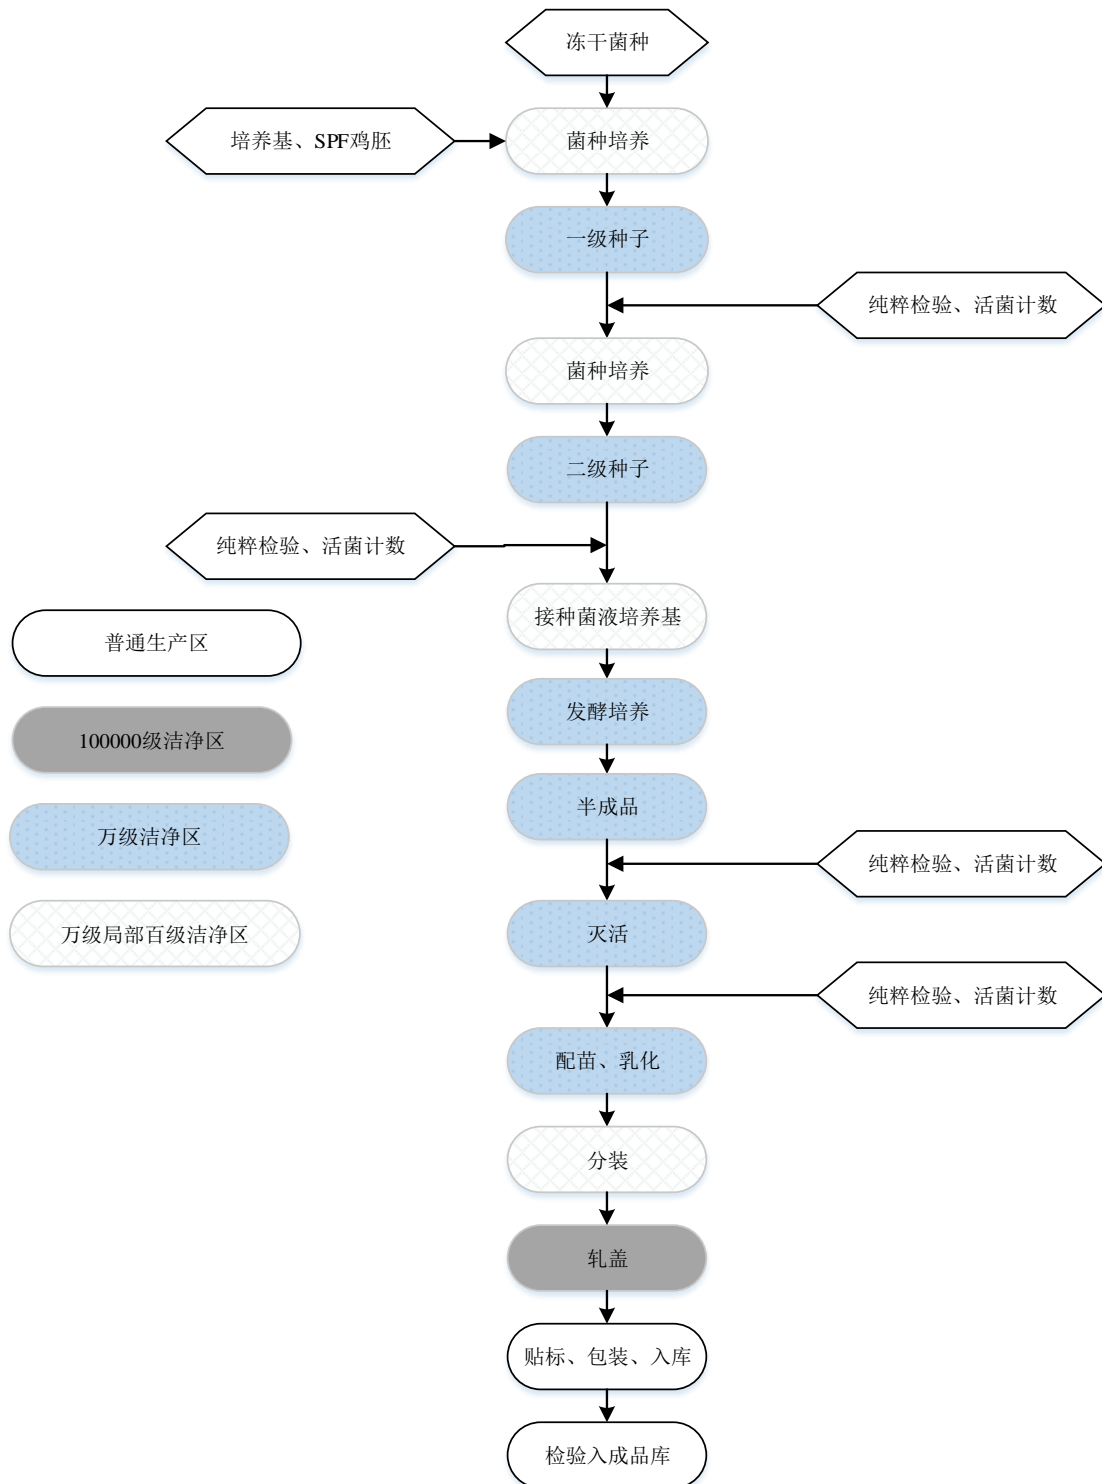 冻干菌种
培养基、SPF鸡胚
菌种培养
一级种子
纯粹检验、活菌计数
菌种培养
二级种子
纯粹检验、活菌计数
接种菌液培养基
普通生产区
发酵培养
100000级洁净区
半成品
万级洁净区
纯粹检验、活菌计数
灭活
万级局部百级洁净区
纯粹检验、活菌计数
配苗、乳化
分装
轧盖
贴标、包装、入库
检验入成品库